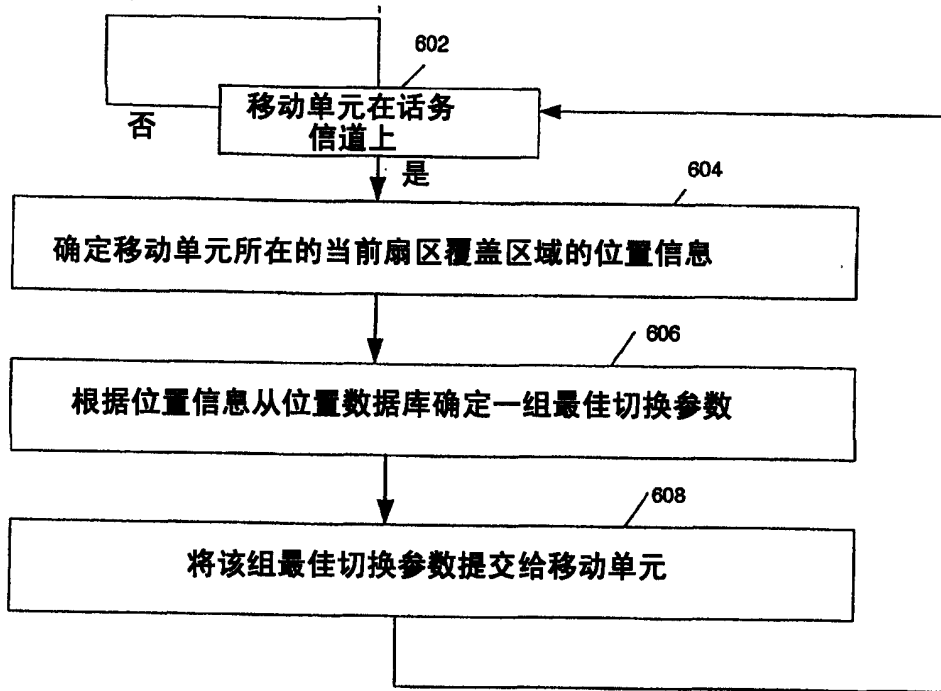 602
移动单元在话务
信道上
否
是
604
确定移动单元所在的当前扇区覆盖区域的位置信息
606
根据位置信息从位置数据库确定一组最佳切换参数
608
将该组最佳切换参数提交给移动单元